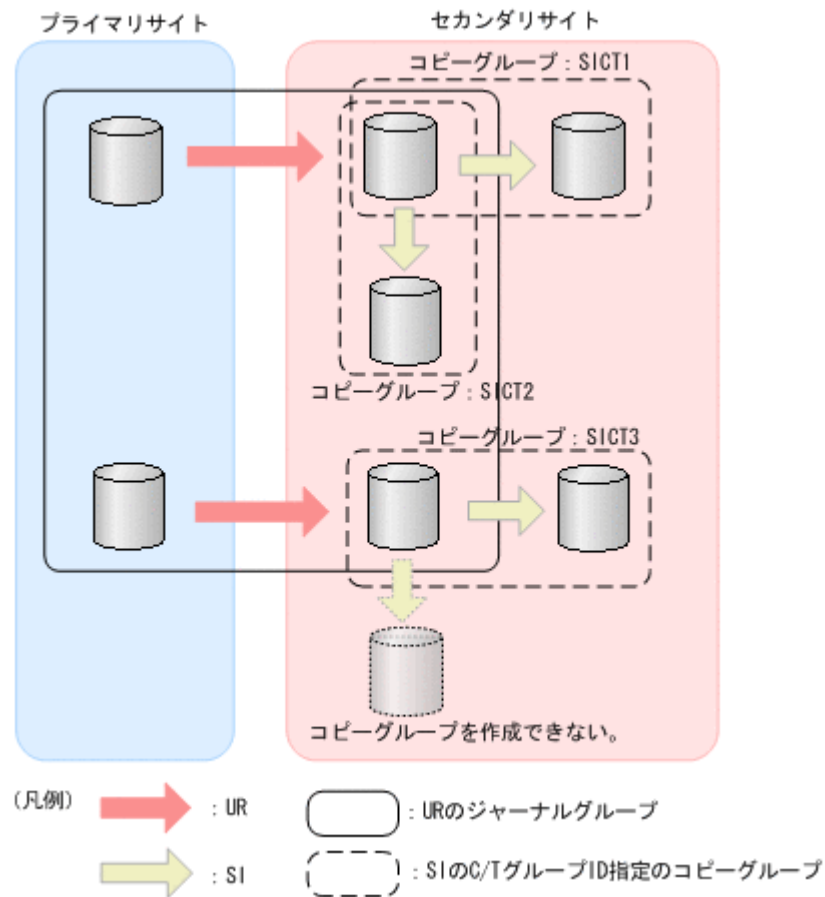 プライマリサイト
セカンダリサイト
コピーグループ：SICT1
コピーグループ：SICT2
コピーグループ：SICT3
コピーグループを作成できない。
(凡例)
：UR
：URのジャーナルグループ
：SI
：SIのC/TグループID指定のコピーグループ